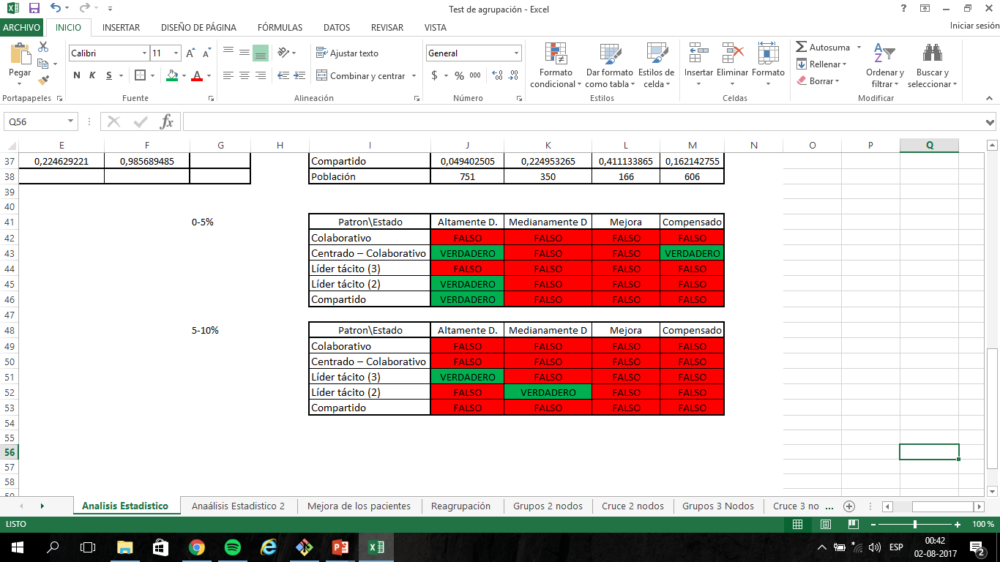 Test de agrupación - Excel
ARCHIVO INICIO INSERTAR DISEÑO DE PÁGINA FÓRMULAS DATOS REVISAR VISTA Iniciar sesión
Pegar
Calibri 11
N K S
Ajustar texto
Combinar y centrar
General
$ % 000
Formato condicional
Dar formato como tabla
Estilos de celda
Insertar Eliminar Formato
Autosuma
Rellenar
Borrar
Ordenar y filtrar
Buscar y seleccionar
Portapapeles Fuente Alineación Número Estilos Celdas Modificar
Q56 fx
E F G H I J K L M N O P Q
37 0,224629221 0,985689485 Compartido 0,049402505 0,224953265 0,411133865 0,162142755
38 Población 751 350 166 606
39
40
41 0-5% Patron\Estado Altamente D. Medianamente D Mejora Compensado
42 Colaborativo FALSO FALSO FALSO FALSO
43 Centrado – Colaborativo VERDADERO FALSO FALSO VERDADERO
44 Líder tácito (3) FALSO FALSO FALSO FALSO
45 Líder tácito (2) VERDADERO FALSO FALSO FALSO
46 Compartido VERDADERO FALSO FALSO FALSO
47
48 5-10% Patron\Estado Altamente D. Medianamente D Mejora Compensado
49 Colaborativo FALSO FALSO FALSO FALSO
50 Centrado – Colaborativo FALSO FALSO FALSO FALSO
51 Líder tácito (3) VERDADERO FALSO FALSO FALSO
52 Líder tácito (2) FALSO VERDADERO FALSO FALSO
53 Compartido FALSO FALSO FALSO FALSO
54
55
56
57
58
59
Analisis Estadistico Anaálisis Estadistico 2 Mejora de los pacientes Reagrupación Grupos 2 nodos Cruce 2 nodos Grupos 3 Nodos Cruce 3 no ...
LISTO 100 %
ESP 00:42
02-08-2017 2